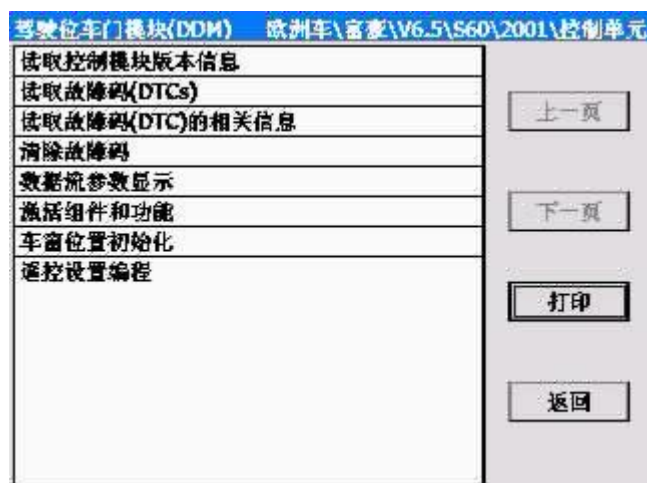 驾驶位车门模块(DDM) 欧洲车\富豪\V6.5\S60\2001\控制单元
读取控制模块版本信息
读取故障码(DTCs)
读取故障码(DTC)的相关信息
清除故障码
数据流参数显示
激活组件和功能
车窗位置初始化
遥控设置编程
上一页
下一页
打印
返回